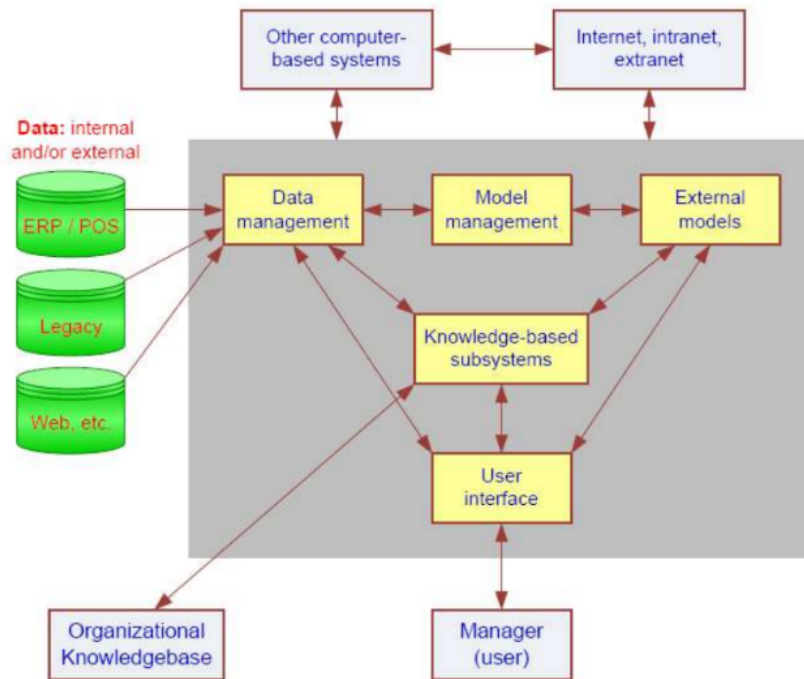 Other computer-
based systems
Internet, intranet,
extranet
Data: internal
and/or external
ERP / POS
Legacy
Web, etc.
Data
management
Model
management
External
models
Knowledge-based
subsystems
User
interface
Organizational
Knowledgebase
Manager
(user)